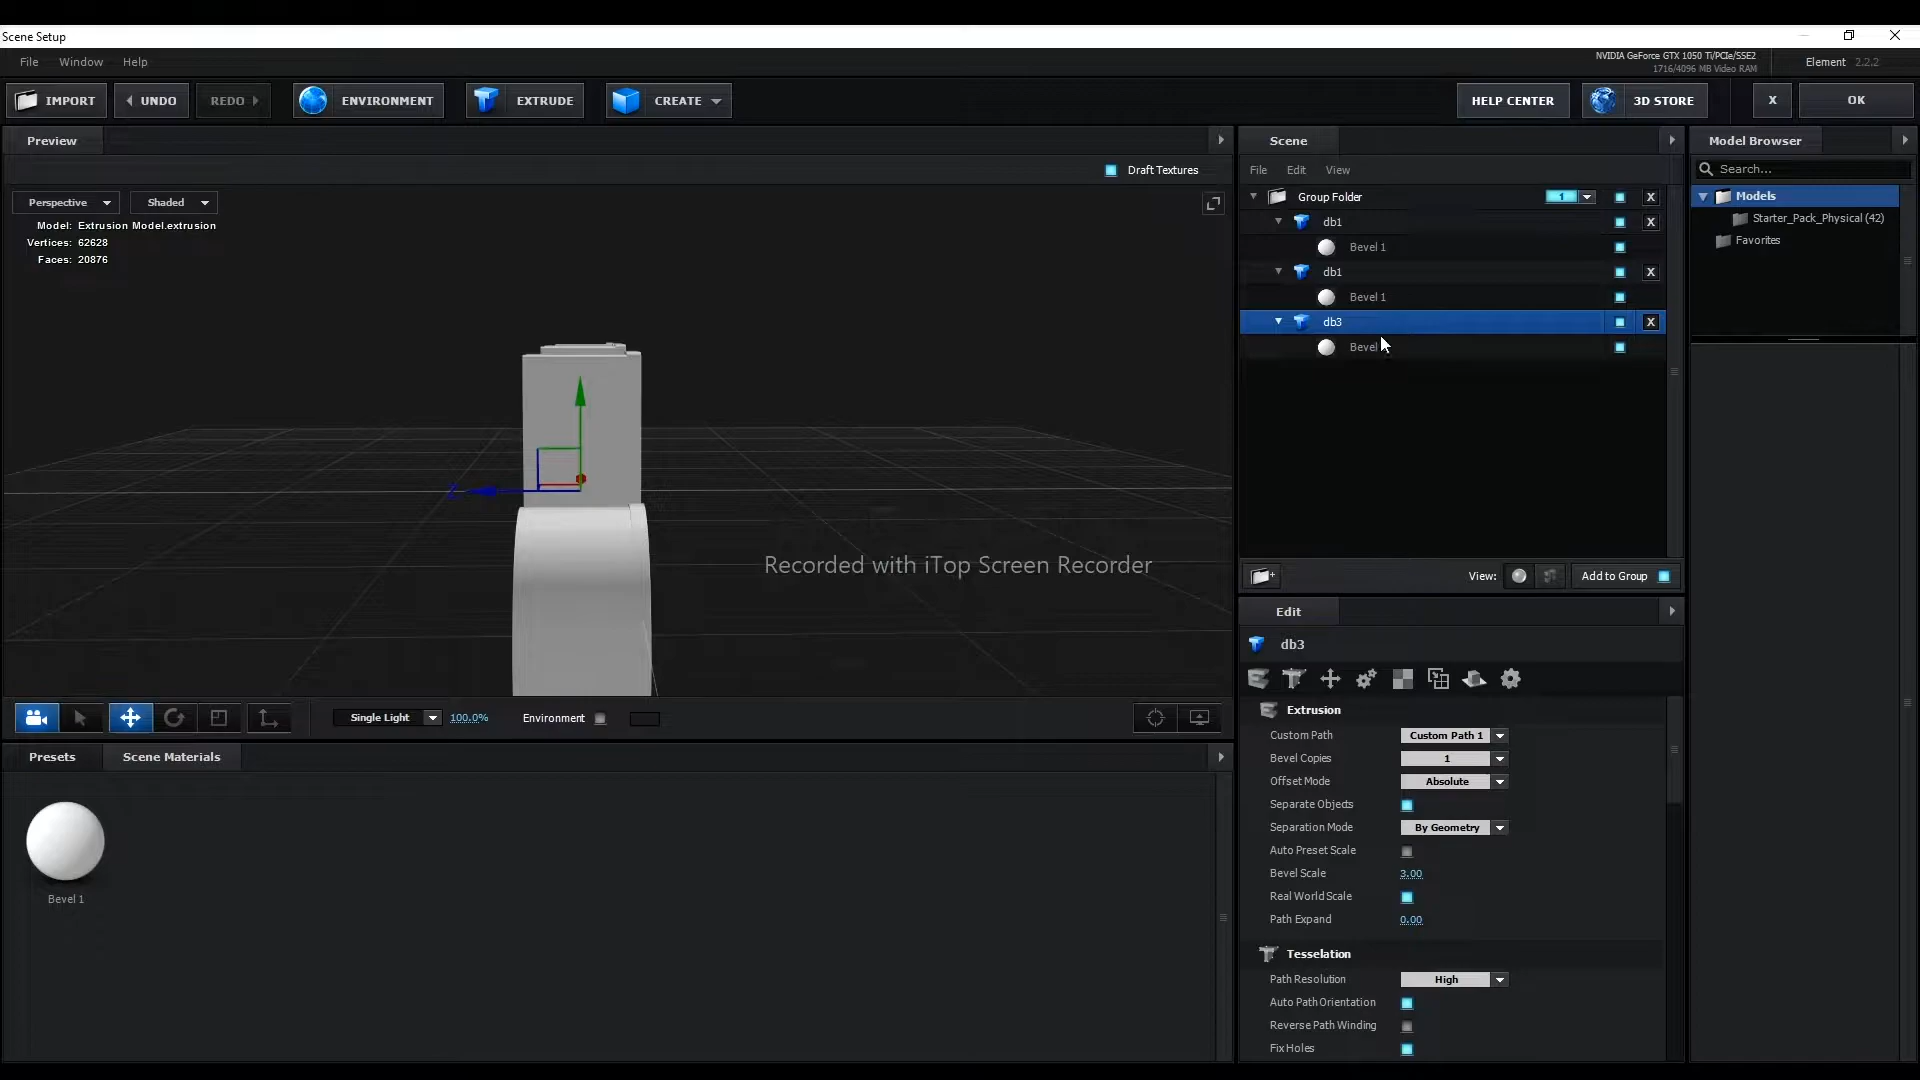 Scene Setup
File Window Help
NVIDIA GeForce GTX 1050 Ti/PCIe/SSE2
1716/4096 MB Video RAM
Element 2.2.2
IMPORT UNDO REDO ENVIRONMENT EXTRUDE CREATE HELP CENTER 3D STORE X OK
Preview
Draft Textures
Perspective Shaded
Model: Extrusion Model.extrusion
Vertices: 62628
Faces: 20876
Z
Recorded with iTop Screen Recorder
Single Light 100.0% Environment
Presets Scene Materials
Bevel 1
Scene
File Edit View
Group Folder 1 X
db1 X
Bevel 1
db1 X
Bevel 1
db3 X
Bevel
View: Add to Group
Edit
db3
Extrusion
Custom Path Custom Path 1
Bevel Copies 1
Offset Mode Absolute
Separate Objects
Separation Mode By Geometry
Auto Preset Scale
Bevel Scale 3.00
Real World Scale
Path Expand 0.00
Tesselation
Path Resolution High
Auto Path Orientation
Reverse Path Winding
Fix Holes
Model Browser
Search...
Models
Starter_Pack_Physical (42)
Favorites